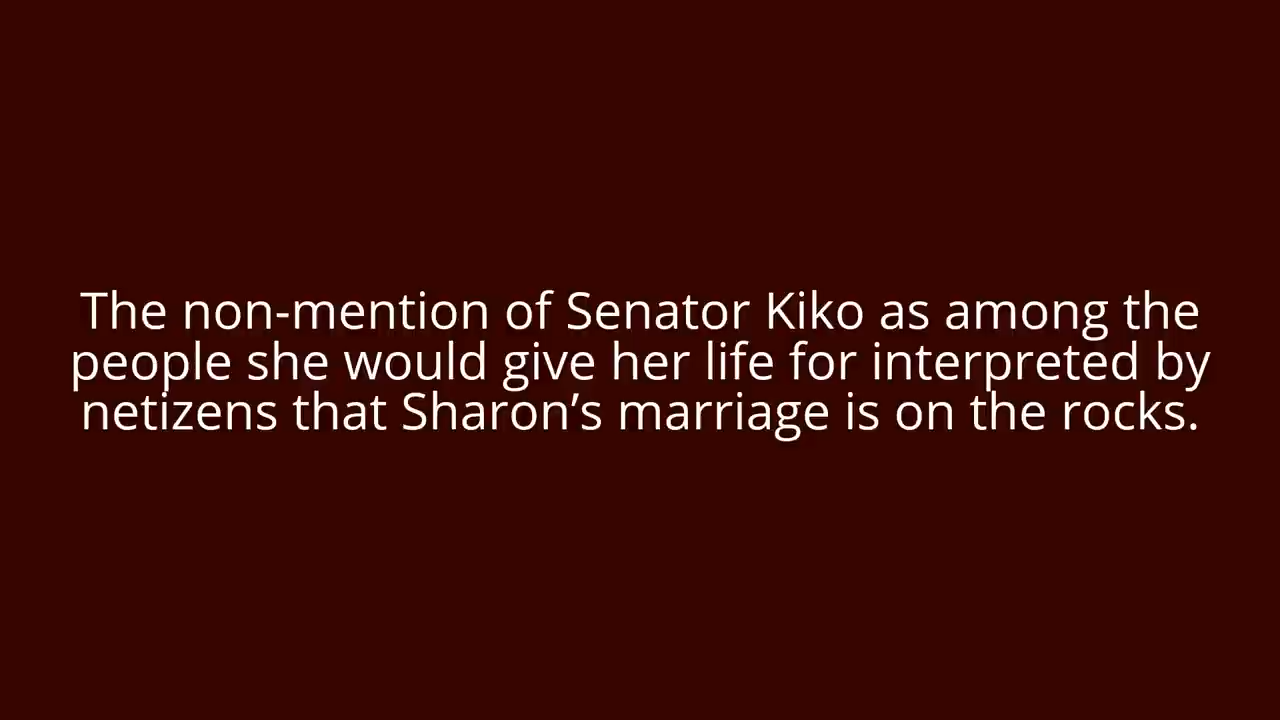 The non-mention of Senator Kiko as among the
people she would give her life for interpreted by
netizens that Sharon’s marriage is on the rocks.